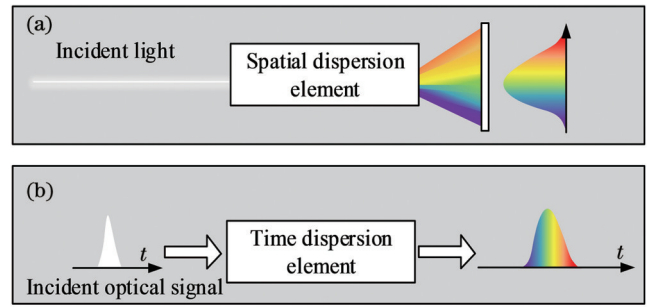 (a)
Incident light
Spatial dispersion
element
(b)
t
Incident optical signal
Time dispersion
element
t